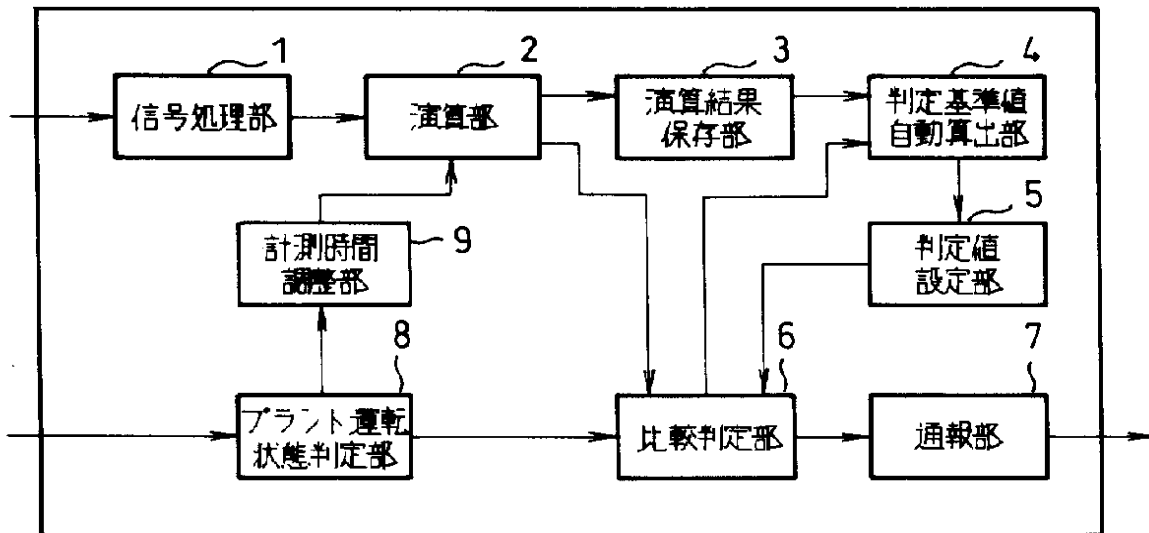 1
信号処理部
2
演算部
3
演算結果
保存部
4
判定基準値
自動算出部
5
判定値
設定部
9
計測時間
調整部
8
プラント運転
状態判定部
6
比較判定部
7
通報部